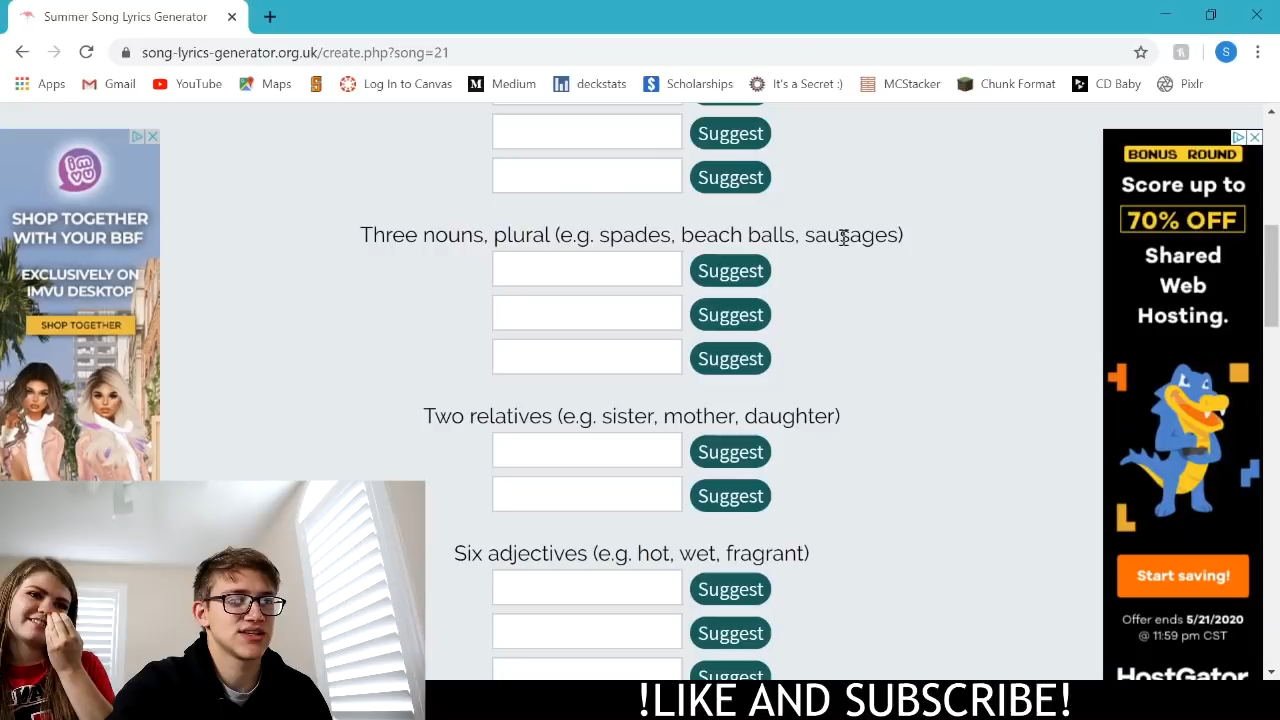 Summer Song Lyrics Generator
song-lyrics-generator.org.uk/create.php?song=21
S
Apps
Gmail
YouTube
Maps
Log In to Canvas
Medium
deckstats
Scholarships
It's a Secret :)
MCStacker
Chunk Format
CD Baby
Pixlr
Suggest
Suggest
Three nouns, plural (e.g. spades, beach balls, sausages)
Suggest
Suggest
Suggest
Two relatives (e.g. sister, mother, daughter)
Suggest
Suggest
Six adjectives (e.g. hot, wet, fragrant)
Suggest
Suggest
Suggest
imvu
SHOP TOGETHER
WITH YOUR BBF
EXCLUSIVELY ON
IMVU DESKTOP
SHOP TOGETHER
BONUS ROUND
Score up to
70% OFF
Shared
Web
Hosting.
Start saving!
Offer ends 5/21/2020
@ 11:59 pm CST
HostGator
!LIKE AND SUBSCRIBE!